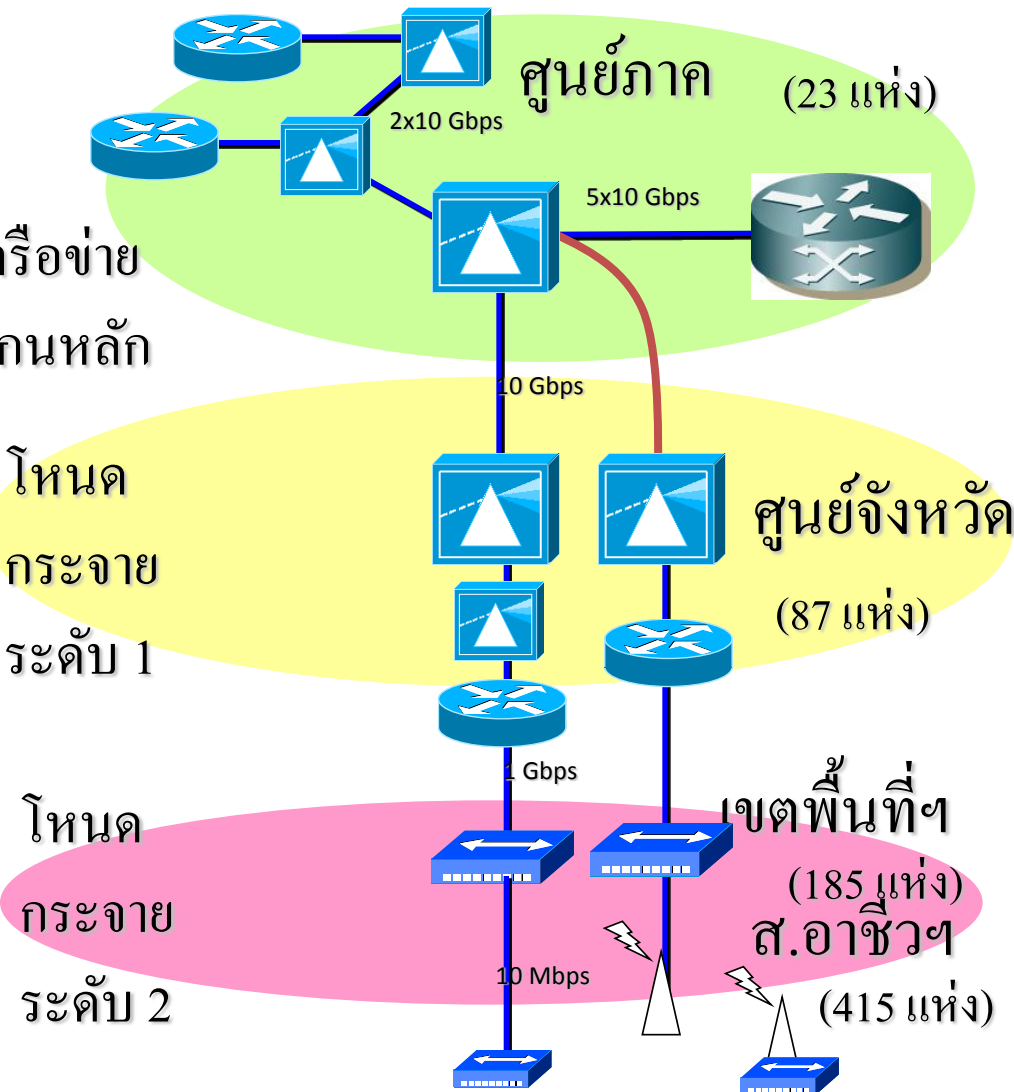 ศูนย์ภาค
(23 แห่ง)
2x10 Gbps
5x10 Gbps
รือข่าย
กนหลัก
10 Gbps
โหนด
กระจาย
ระดับ 1
ศูนย์จังหวัด
(87 แห่ง)
1 Gbps
โหนด
กระจาย
ระดับ 2
เขตพื้นที่ฯ
(185 แห่ง)
ส.อาชีวฯ
(415 แห่ง)
10 Mbps